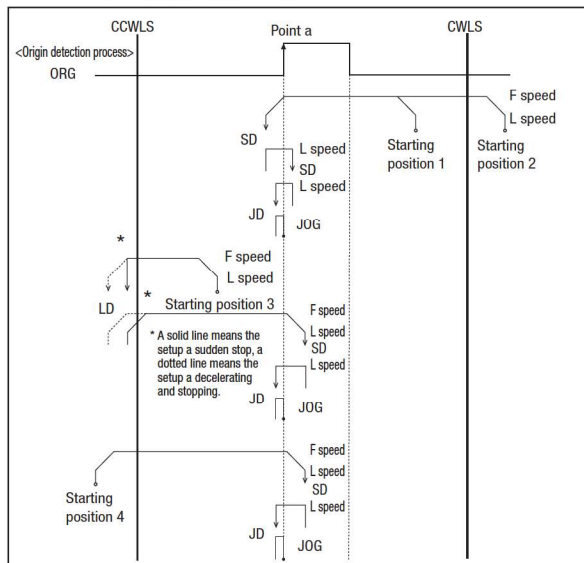 CCWLS
Point a
CWLS
<Origin detection process>
ORG
F speed
L speed
SD
Starting
position 1
Starting
position 2
L speed
SD
L speed
JD
JOG
*
F speed
L speed
LD
*
Starting position 3
F speed
L speed
SD
* A solid line means the
setup a sudden stop, a
dotted line means the
setup a decelerating
and stopping.
L speed
JD
JOG
F speed
L speed
SD
Starting
position 4
L speed
JD
JOG